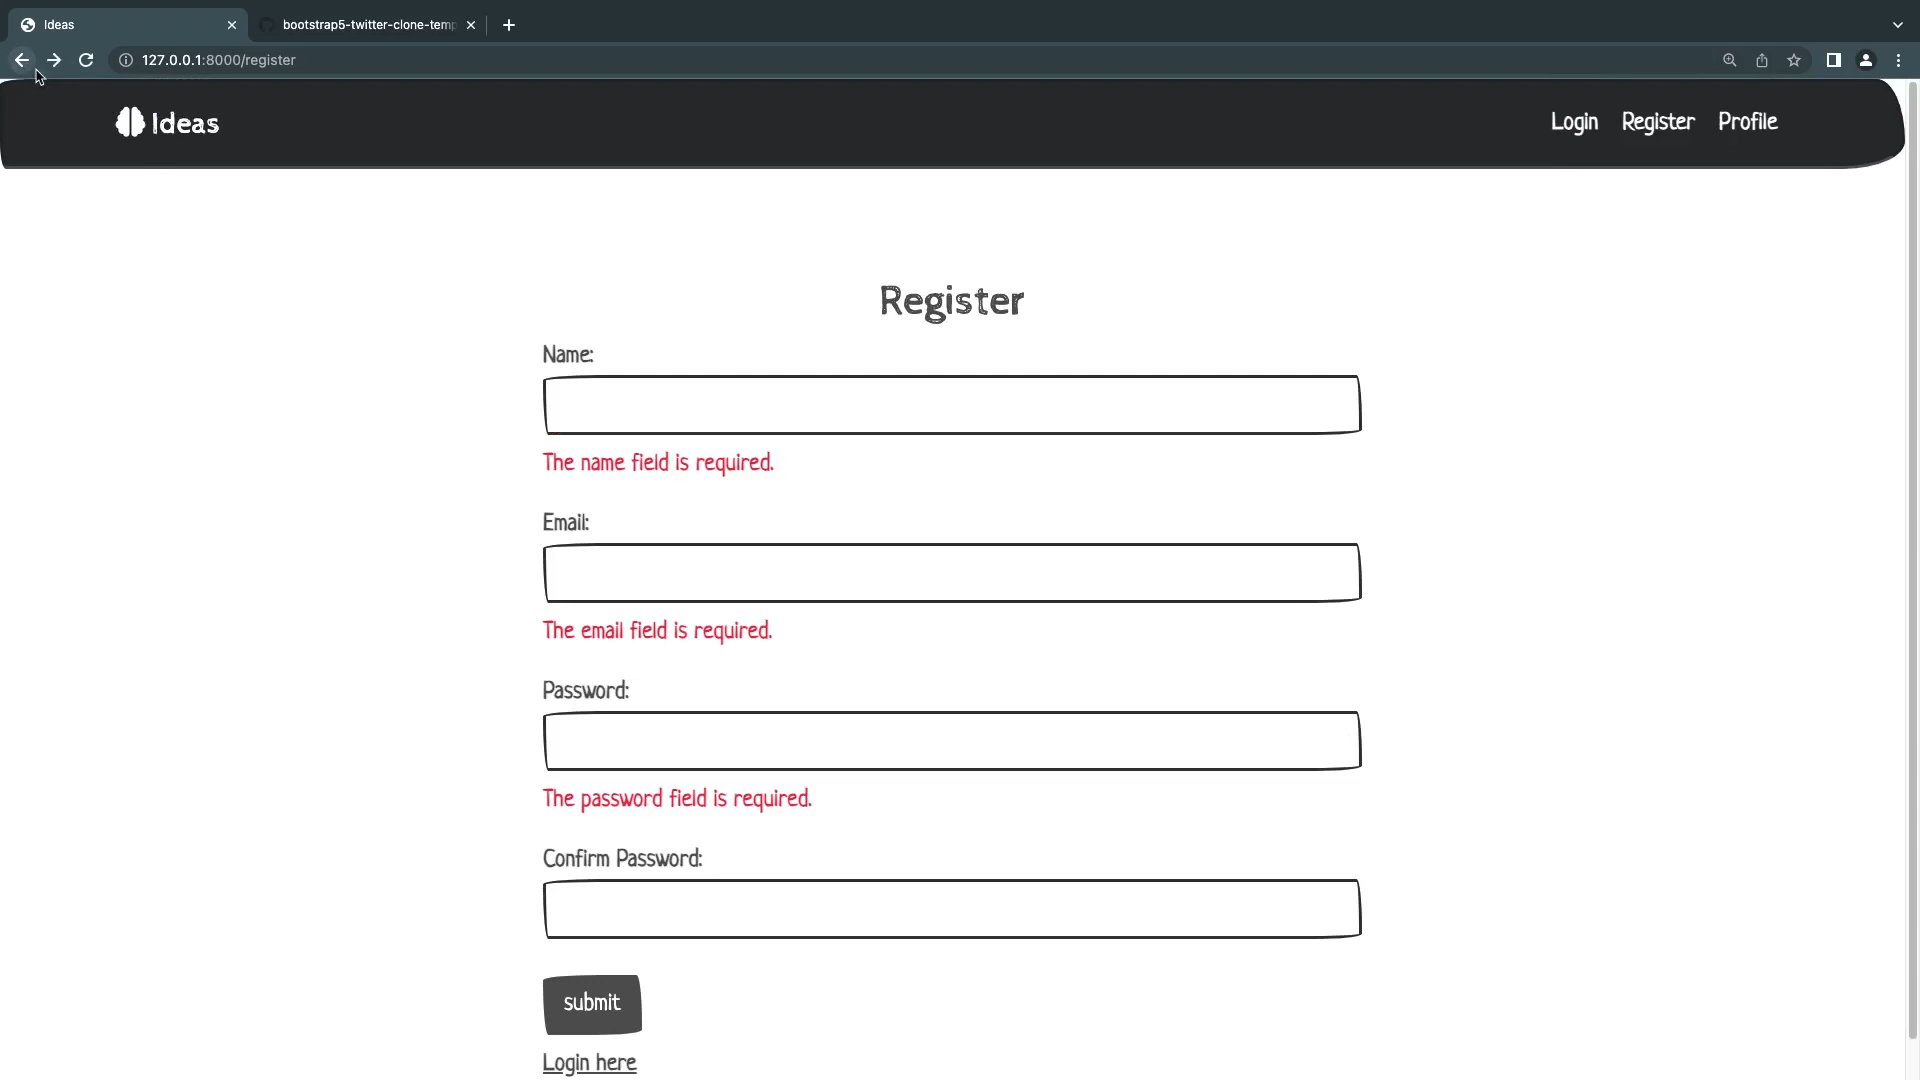 Ideas
bootstrap5-twitter-clone-temp
127.0.0.1:8000/register
Ideas
Login Register Profile
Register
Name:
The name field is required.
Email:
The email field is required.
Password:
The password field is required.
Confirm Password:
submit
Login here